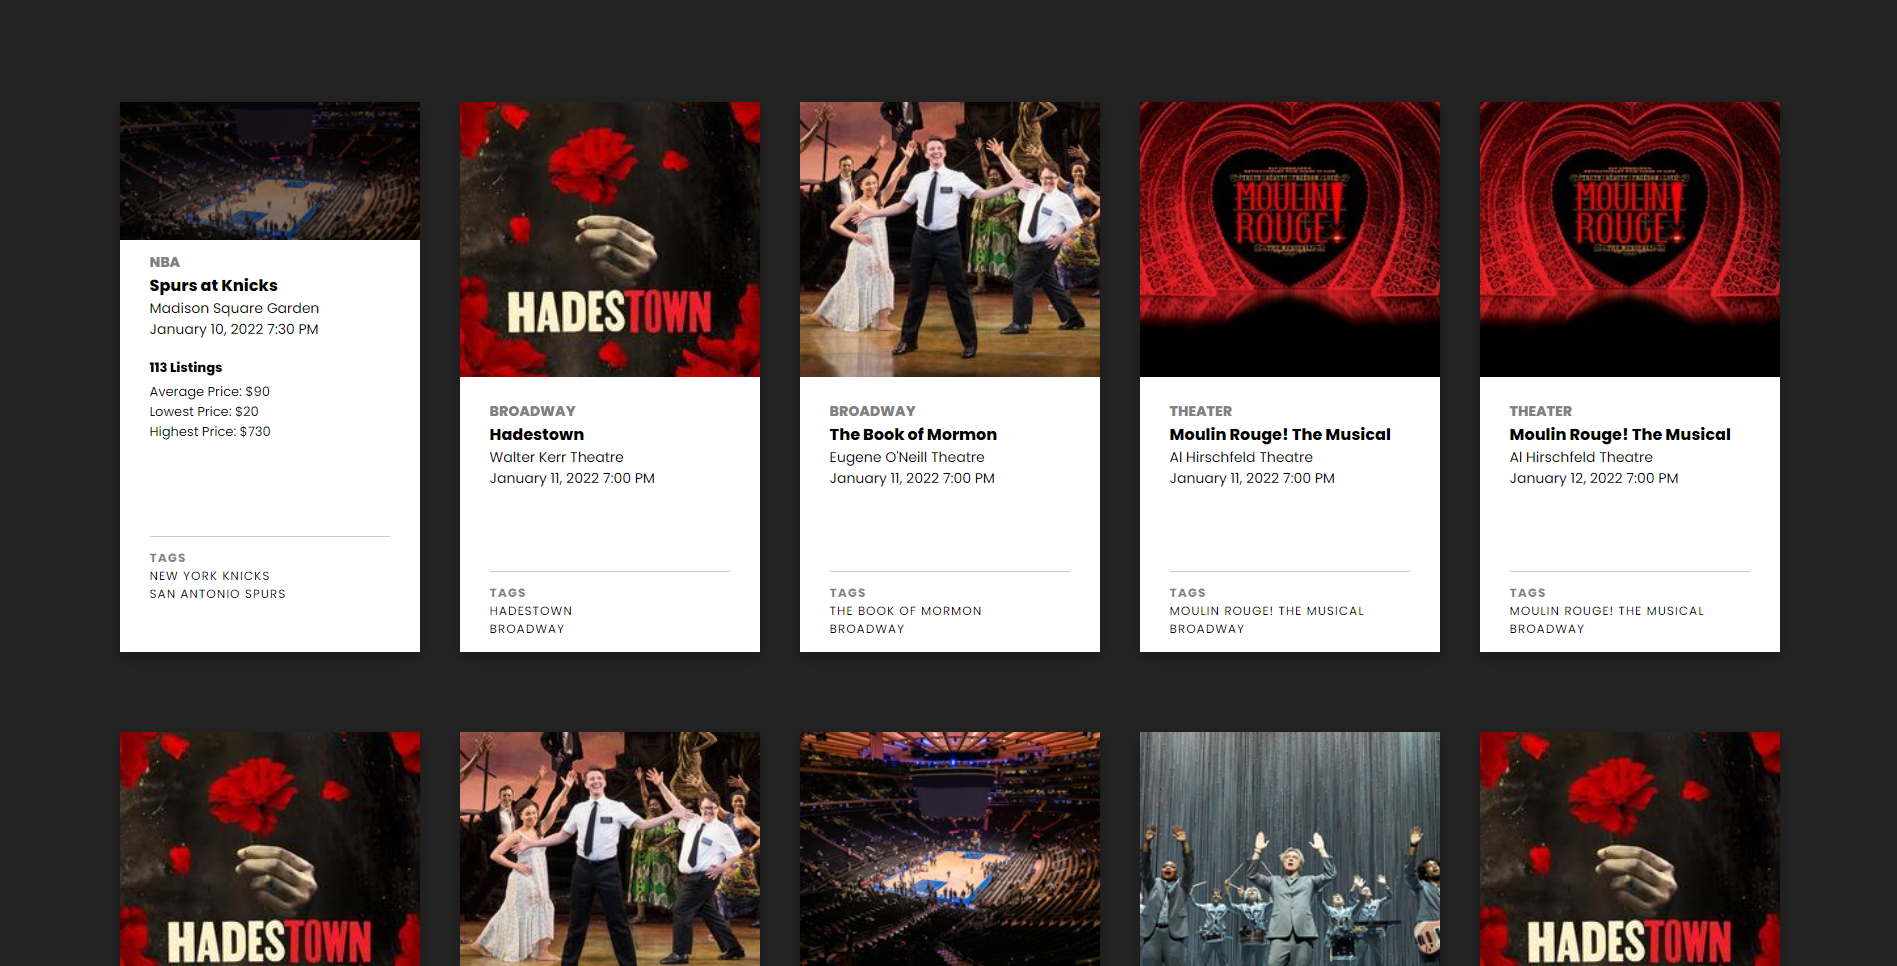 NBA
Spurs at Knicks
Madison Square Garden
January 10, 2022 7:30 PM
113 Listings
Average Price: $90
Lowest Price: $20
Highest Price: $730
TAGS
NEW YORK KNICKS
SAN ANTONIO SPURS
HADESTOWN
BROADWAY
Hadestown
Walter Kerr Theatre
January 11, 2022 7:00 PM
TAGS
HADESTOWN
BROADWAY
BROADWAY
The Book of Mormon
Eugene O'Neill Theatre
January 11, 2022 7:00 PM
TAGS
THE BOOK OF MORMON
BROADWAY
MOULIN
ROUGE!
THE MUSICAL
THEATER
Moulin Rouge! The Musical
Al Hirschfeld Theatre
January 11, 2022 7:00 PM
TAGS
MOULIN ROUGE! THE MUSICAL
BROADWAY
MOULIN
ROUGE!
THE MUSICAL
THEATER
Moulin Rouge! The Musical
Al Hirschfeld Theatre
January 12, 2022 7:00 PM
TAGS
MOULIN ROUGE! THE MUSICAL
BROADWAY
HADESTOWN
HADESTOWN